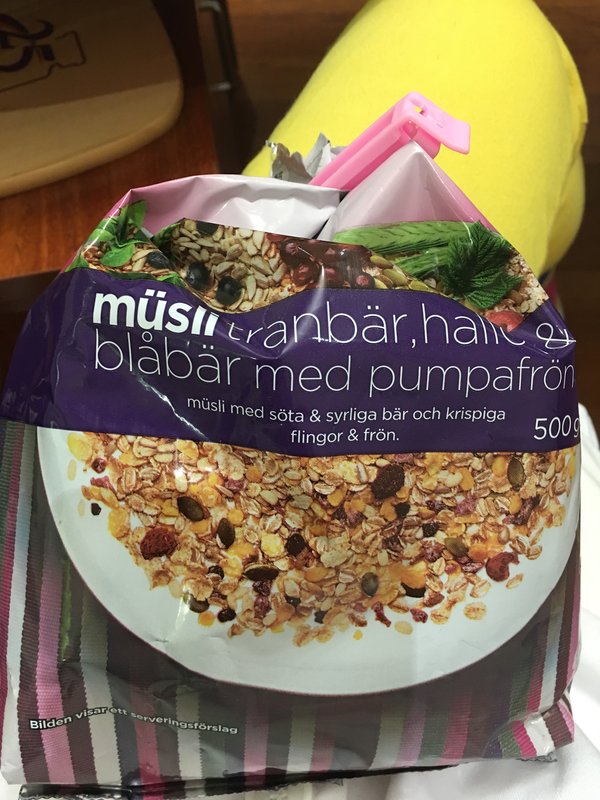 müsli tranbär, hallon &
blåbär med pumpafrön
müsli med söta & syrliga bär och krispiga
flingor & frön.
500 g
Bilden visar ett serveringsförslag